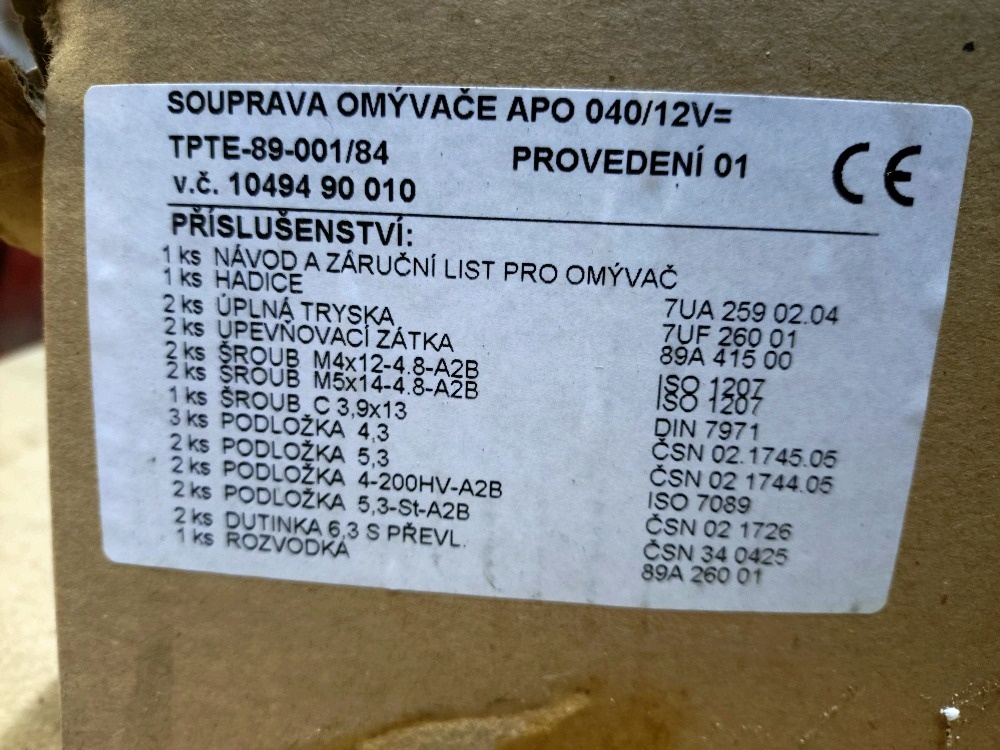 SOUPRAVA OMÝVAČE APO 040/12V=
TPTE-89-001/84 PROVEDENÍ 01 CE
v.č. 10494 90 010
PŘÍSLUŠENSTVÍ:
1 ks NÁVOD A ZÁRUČNÍ LIST PRO OMÝVAČ
1 ks HADICE 7UA 259 02.04
2 ks ÚPLNÁ TRYSKA 7UF 260 01
2 ks UPEVŇOVACÍ ZÁTKA 89A 415 00
2 ks ŠROUB M4x12-4.8-A2B ISO 1207
2 ks ŠROUB M5x14-4.8-A2B ISO 1207
1 ks ŠROUB C 3,9x13 DIN 7971
3 ks PODLOŽKA 4,3 ČSN 02.1745.05
2 ks PODLOŽKA 5,3 ČSN 02 1744.05
2 ks PODLOŽKA 4-200HV-A2B ISO 7089
2 ks PODLOŽKA 5,3-St-A2B ČSN 02 1726
2 ks DUTINKA 6,3 S PŘEVL. ČSN 34 0425
1 ks ROZVODKA 89A 260 01